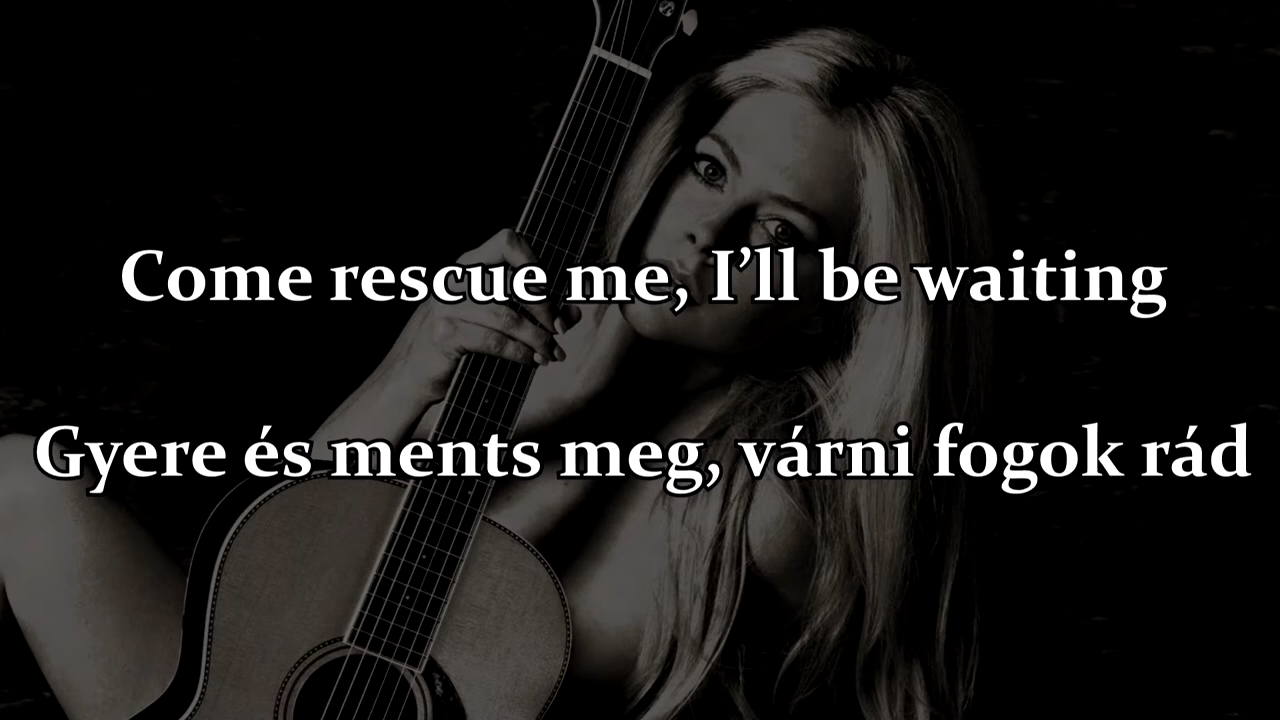 Come rescue me, I’ll be waiting
Gyere és ments meg, várni fogok rád